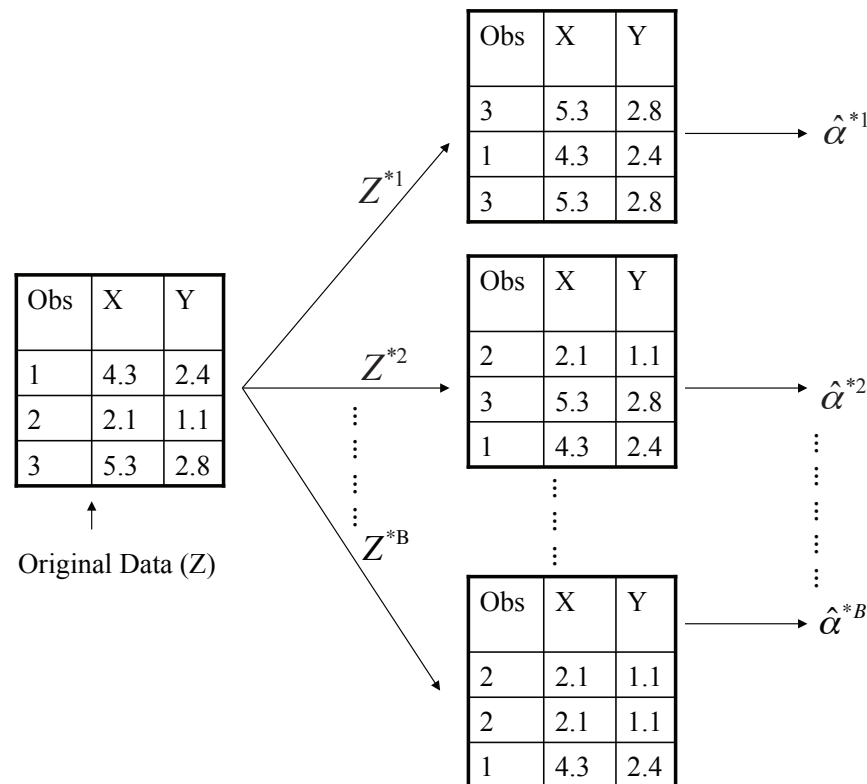 Obs X Y
3 5.3 2.8
1 4.3 2.4
3 5.3 2.8
α̂*1
Z*1
Obs X Y
1 4.3 2.4
2 2.1 1.1
3 5.3 2.8
Original Data (Z)
Z*2
Obs X Y
2 2.1 1.1
3 5.3 2.8
1 4.3 2.4
α̂*2
Z*B
Obs X Y
2 2.1 1.1
2 2.1 1.1
1 4.3 2.4
α̂*B